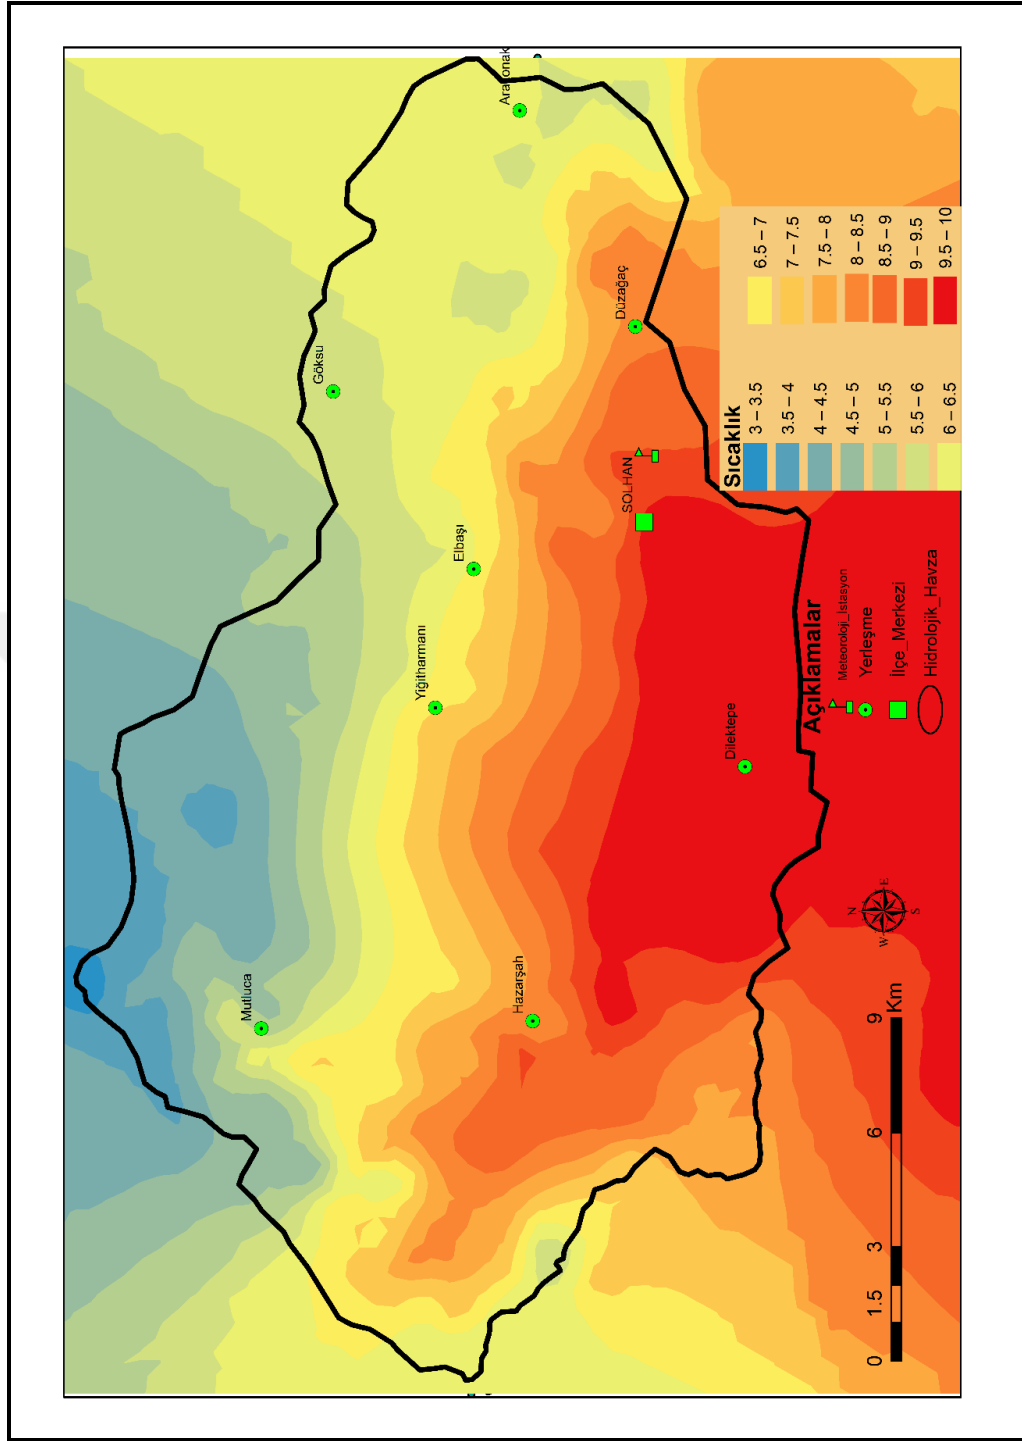 Arakonak
Düzağaç
Göksu
SOLHAN
Elbaşı
Yiğitharmanı
Dilektepe
Hazarşah
Mutluca
Sıcaklık
3 – 3.5
3.5 – 4
4 – 4.5
4.5 – 5
5 – 5.5
5.5 – 6
6 – 6.5
6.5 – 7
7 – 7.5
7.5 – 8
8 – 8.5
8.5 – 9
9 – 9.5
9.5 – 10
Açıklamalar
Meteoroloji_İstasyon
Yerleşme
İlçe_Merkezi
Hidrolojik_Havza
N
E
S
W
0 1.5 3 6 9
Km